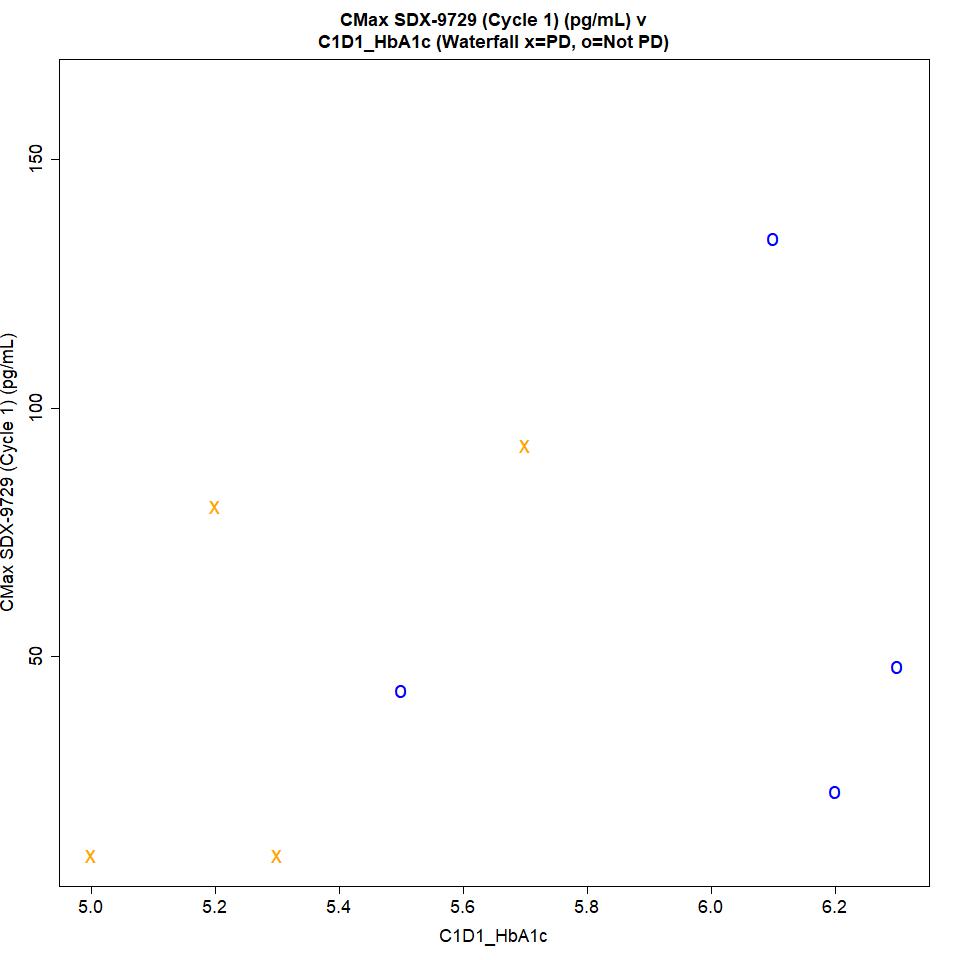 CMax SDX-9729 (Cycle 1) (pg/mL) v
C1D1_HbA1c (Waterfall x=PD, o=Not PD)
CMax SDX-9729 (Cycle 1) (pg/mL)
150
100
50
o
x
x
o
o
o
x
x
5.0 5.2 5.4 5.6 5.8 6.0 6.2
C1D1_HbA1c